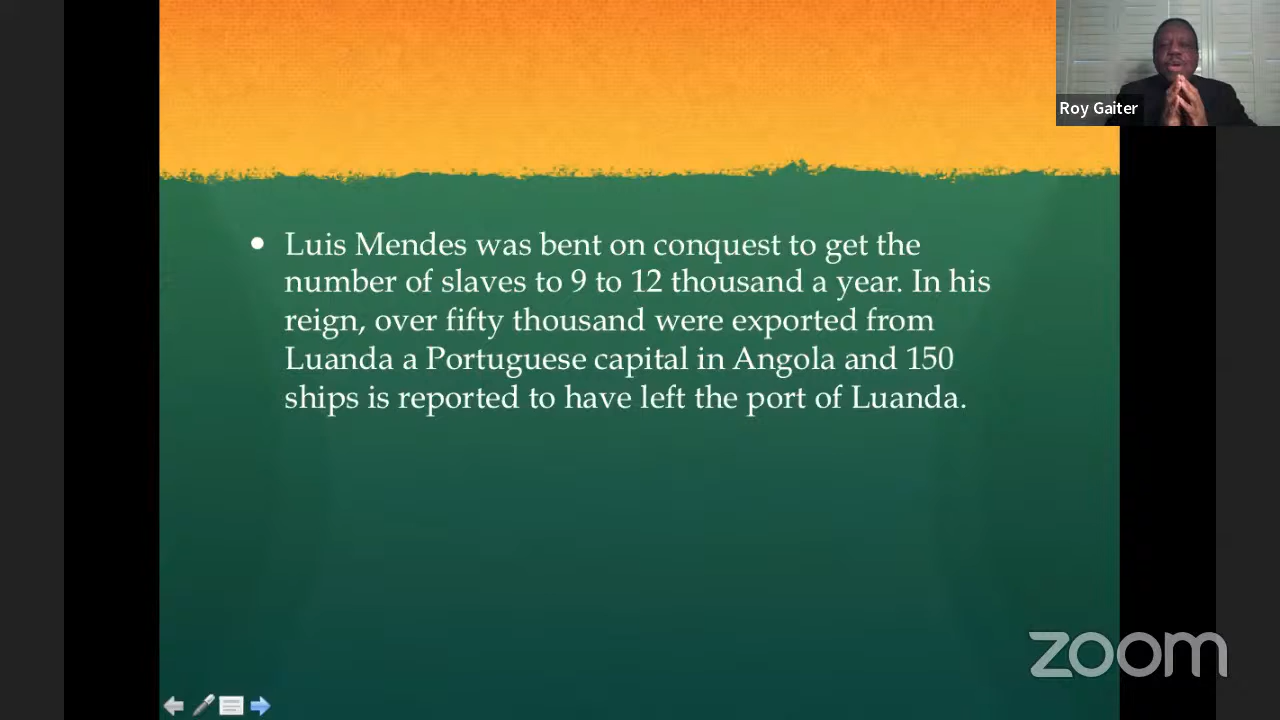 Roy Gaiter
• Luis Mendes was bent on conquest to get the
number of slaves to 9 to 12 thousand a year. In his
reign, over fifty thousand were exported from
Luanda a Portuguese capital in Angola and 150
ships is reported to have left the port of Luanda.
zoom